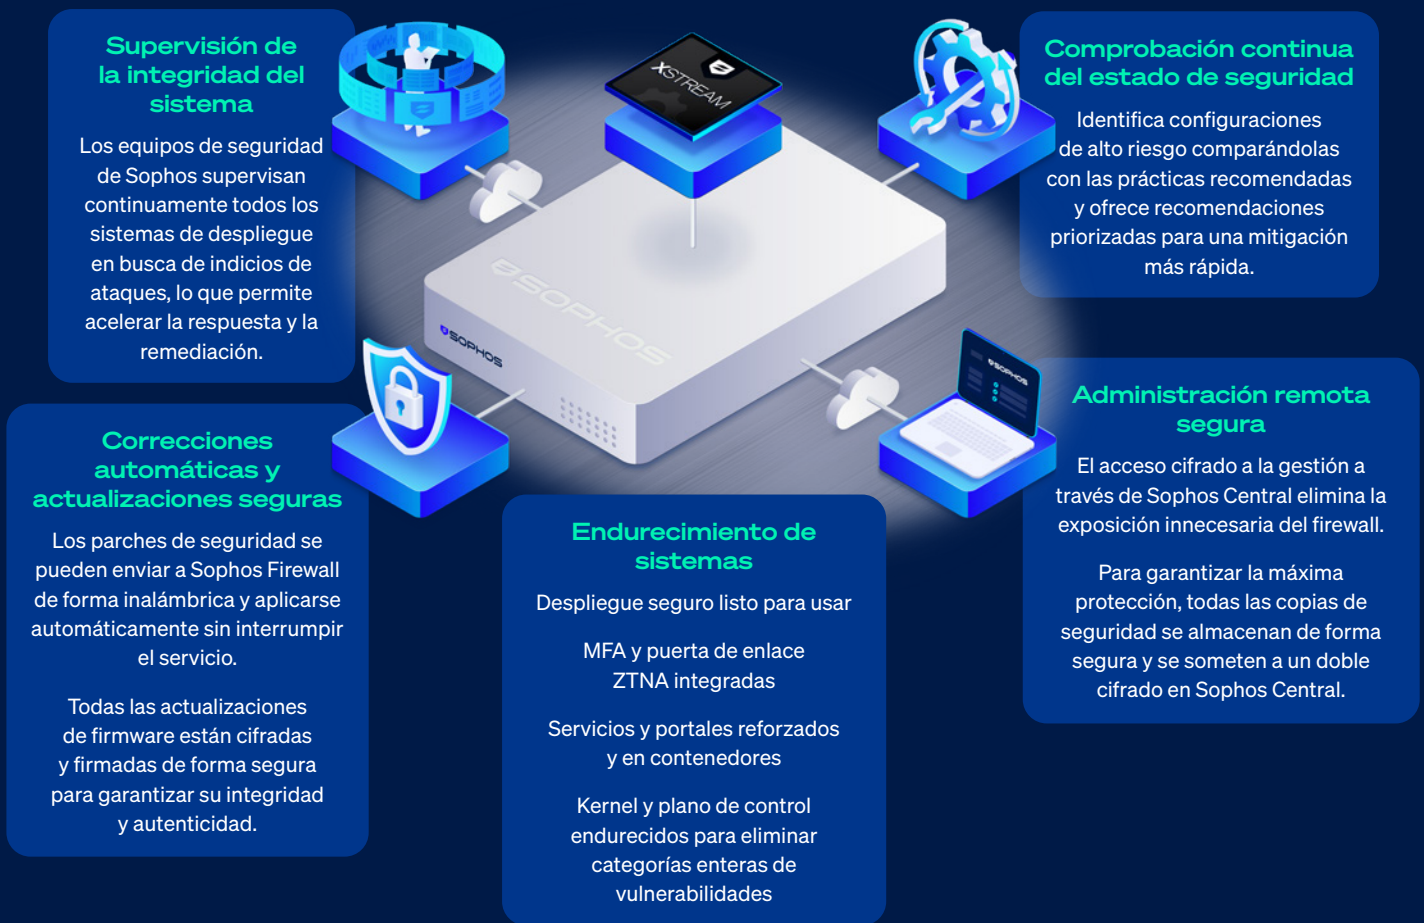 Supervisión de
la integridad del
sistema
Los equipos de seguridad
de Sophos supervisan
continuamente todos los
sistemas de despliegue
en busca de indicios de
ataques, lo que permite
acelerar la respuesta y la
remediación.
XSTREAM
Comprobación continua
del estado de seguridad
Identifica configuraciones
de alto riesgo comparándolas
con las prácticas recomendadas
y ofrece recomendaciones
priorizadas para una mitigación
más rápida.
SOPHOS
SOPHOS
Correcciones
automáticas y
actualizaciones seguras
Los parches de seguridad se
pueden enviar a Sophos Firewall
de forma inalámbrica y aplicarse
automáticamente sin interrumpir
el servicio.
Todas las actualizaciones
de firmware están cifradas
y firmadas de forma segura
para garantizar su integridad
y autenticidad.
Endurecimiento de
sistemas
Despliegue seguro listo para usar
MFA y puerta de enlace
ZTNA integradas
Servicios y portales reforzados
y en contenedores
Kernel y plano de control
endurecidos para eliminar
categorías enteras de
vulnerabilidades
SOPHOS
Administración remota
segura
El acceso cifrado a la gestión a
través de Sophos Central elimina la
exposición innecesaria del firewall.
Para garantizar la máxima
protección, todas las copias de
seguridad se almacenan de forma
segura y se someten a un doble
cifrado en Sophos Central.